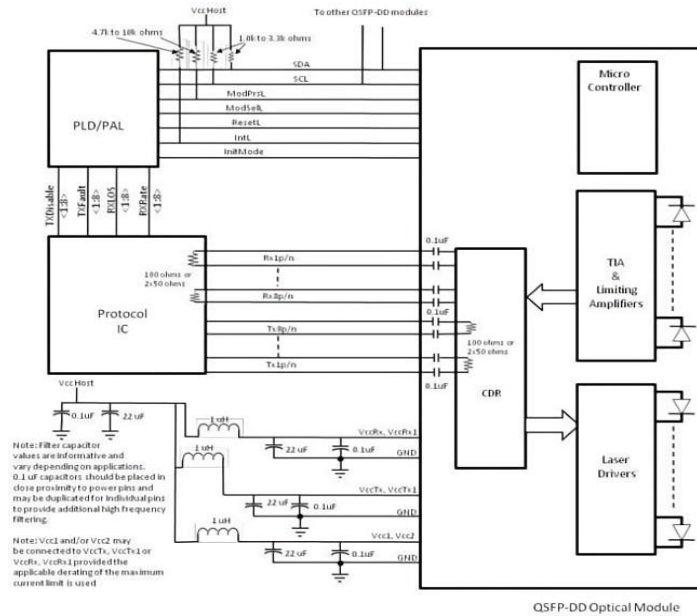 Vcc Host
To other QSFP-DD modules
4.7k to 10k ohms
1.0k to 3.3k ohms
SDA
SCL
ModPrsL
ModSelL
ResetL
IntL
InitMode
PLD/PAL
Micro
Controller
TXDisable
<1:8>
TXFault
<1:8>
RXLOS
<1:8>
RXRate
<1:8>
0.1uF
Rx1p/n
100 ohms or
2x50 ohms
Rx8p/n
0.1uF
Protocol
IC
Tx8p/n
0.1uF
100 ohms or
2x50 ohms
Tx1p/n
0.1uF
CDR
TIA
&
Limiting
Amplifiers
Laser
Drivers
Vcc Host
0.1uF
22 uF
1 uH
VccRx, VccRx1
22 uF
0.1uF
GND
1 uH
VccTx, VccTx1
22 uF
0.1uF
GND
1 uH
Vcc1, Vcc2
22 uF
0.1uF
GND
Note: Filter capacitor
values are informative and
vary depending on applications.
0.1 uF capacitors should be placed in
close proximity to power pins and
may be duplicated for individual pins
to provide additional high frequency
filtering.
Note: Vcc1 and/or Vcc2 may
be connected to VccTx, VccTx1 or
VccRx, VccRx1 provided the
applicable derating of the maximum
current limit is used
QSFP-DD Optical Module